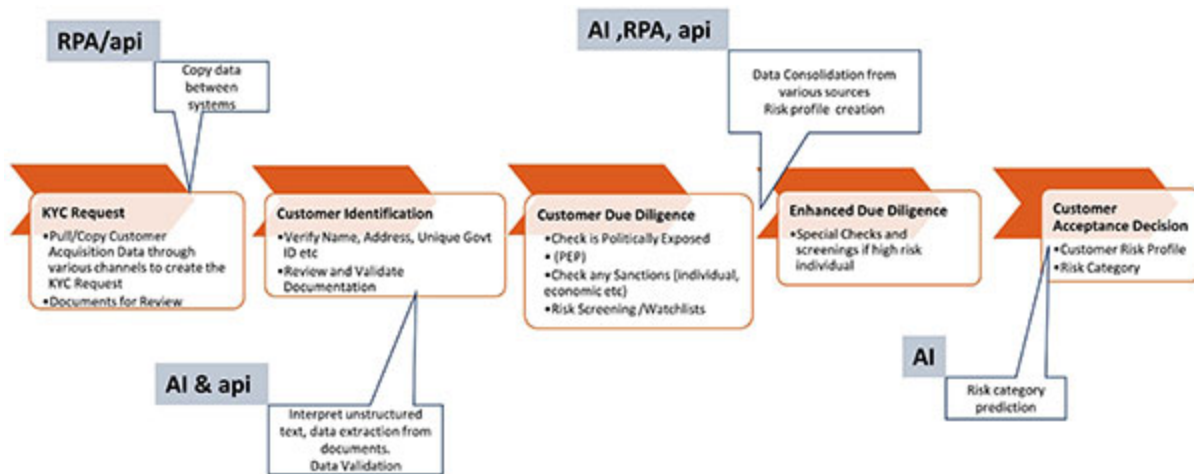 RPA/api
Copy data
between
systems
AI ,RPA, api
Data Consolidation from
various sources
Risk profile creation
KYC Request
•Pull/Copy Customer
Acquisition Data through
various channels to create the
KYC Request
•Documents for Review
Customer Identification
•Verify Name, Address, Unique Govt
ID etc
•Review and Validate
Documentation
Customer Due Diligence
•Check is Politically Exposed
• (PEP)
•Check any Sanctions (individual,
economic etc)
•Risk Screening /Watchlists
Enhanced Due Diligence
•Special Checks and
screenings if high risk
individual
Customer
Acceptance Decision
•Customer Risk Profile
•Risk Category
AI & api
Interpret unstructured
text, data extraction from
documents.
Data Validation
AI
Risk category
prediction